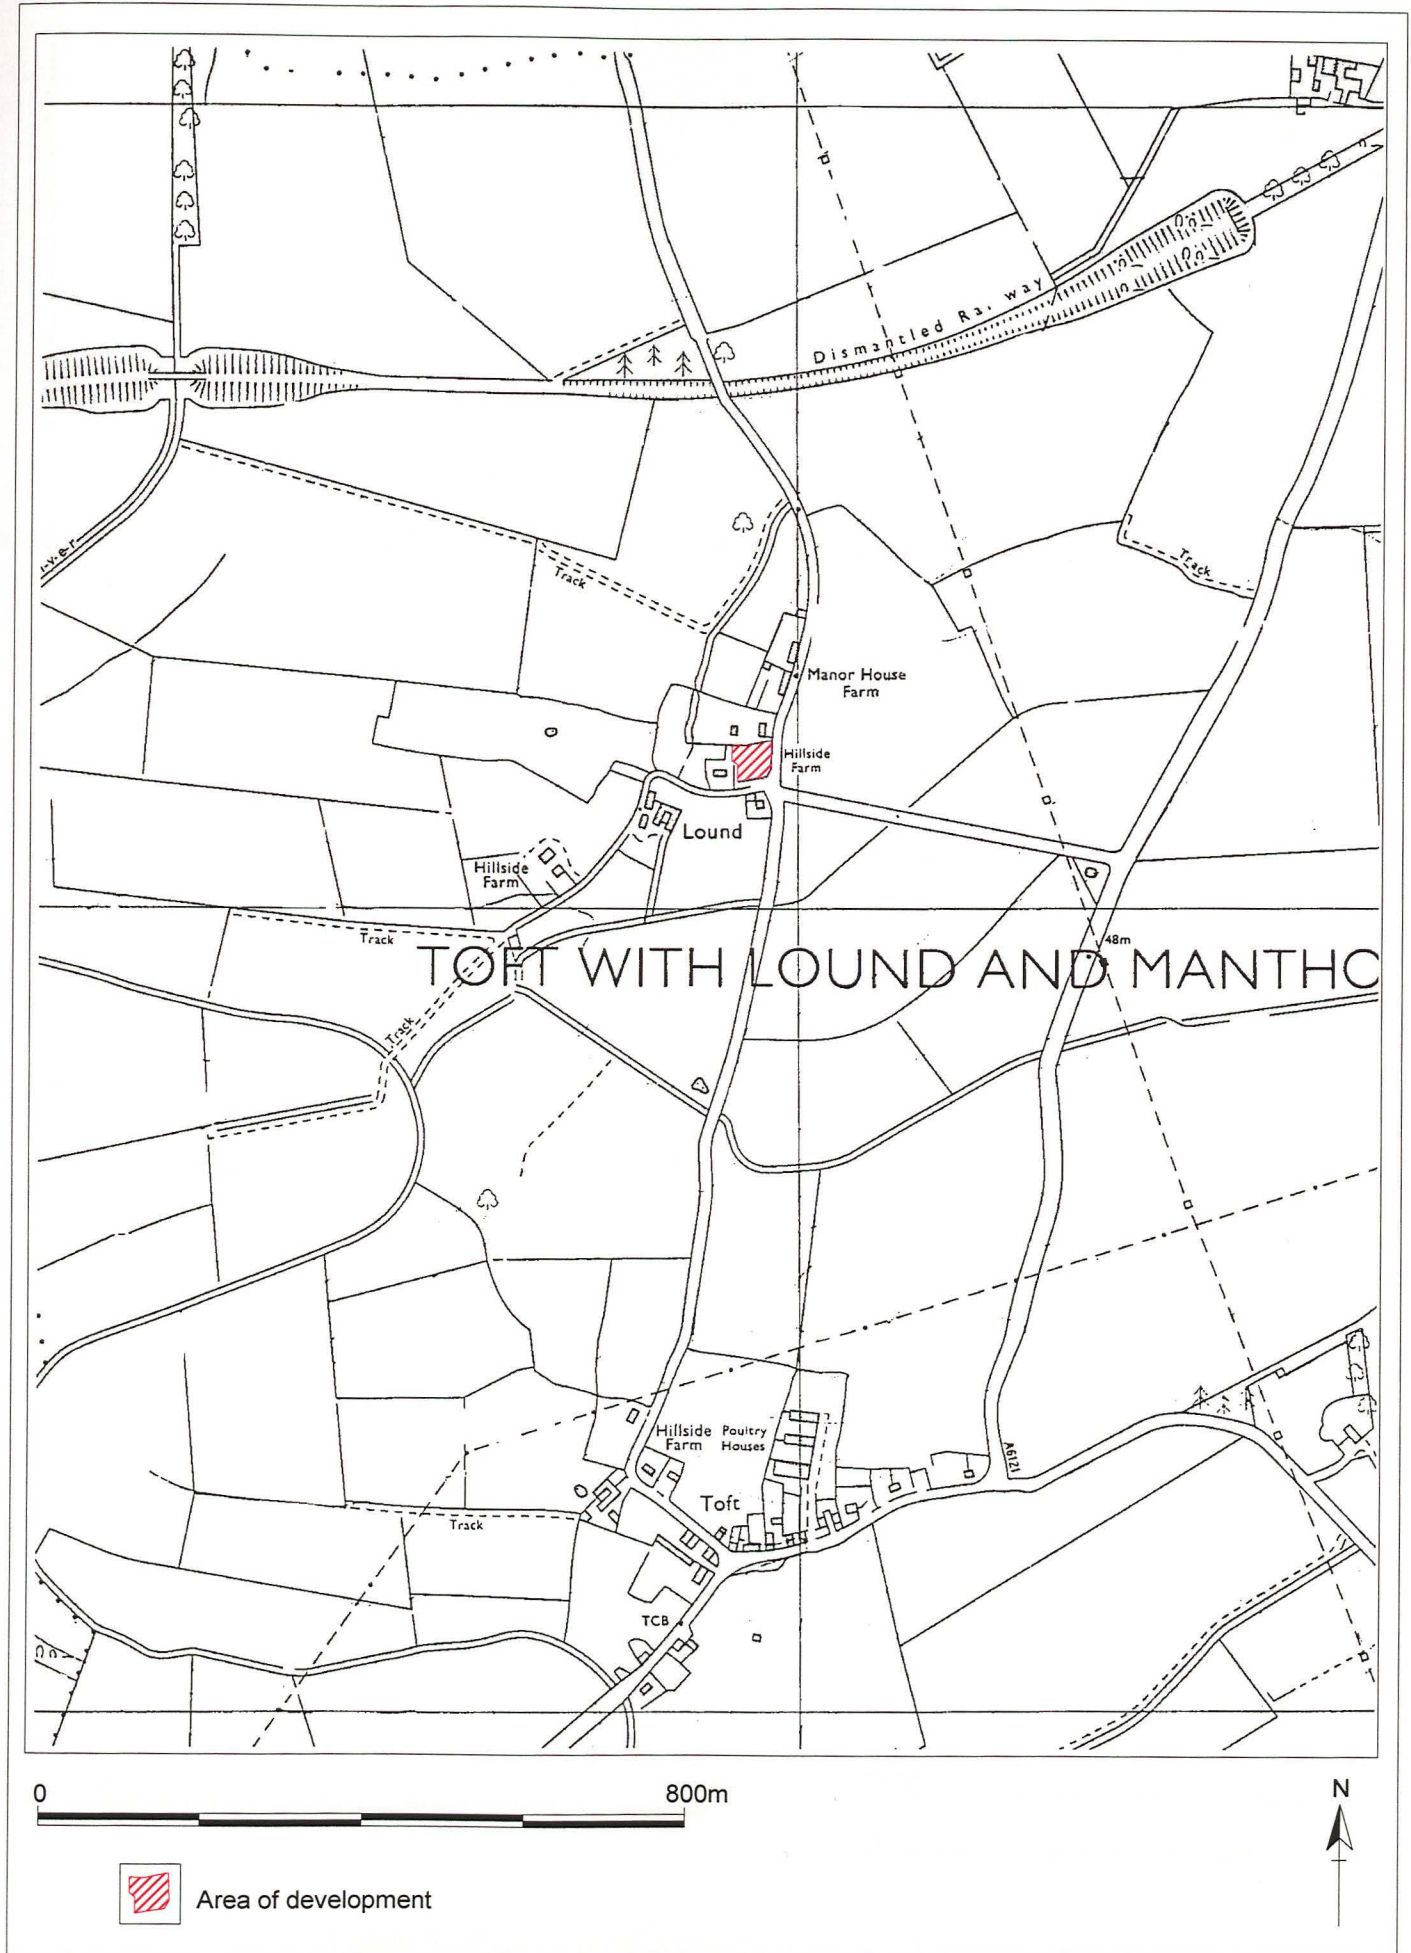 Dismantled Ra. way
Track
Track
Manor House
Farm
Hillside
Farm
Lound
Hillside
Farm
Track
TOFT WITH LOUND AND MANTHO
48m
Track
Hillside
Farm
Poultry
Houses
A6121
Toft
Track
TCB
0
800m
N
Area of development